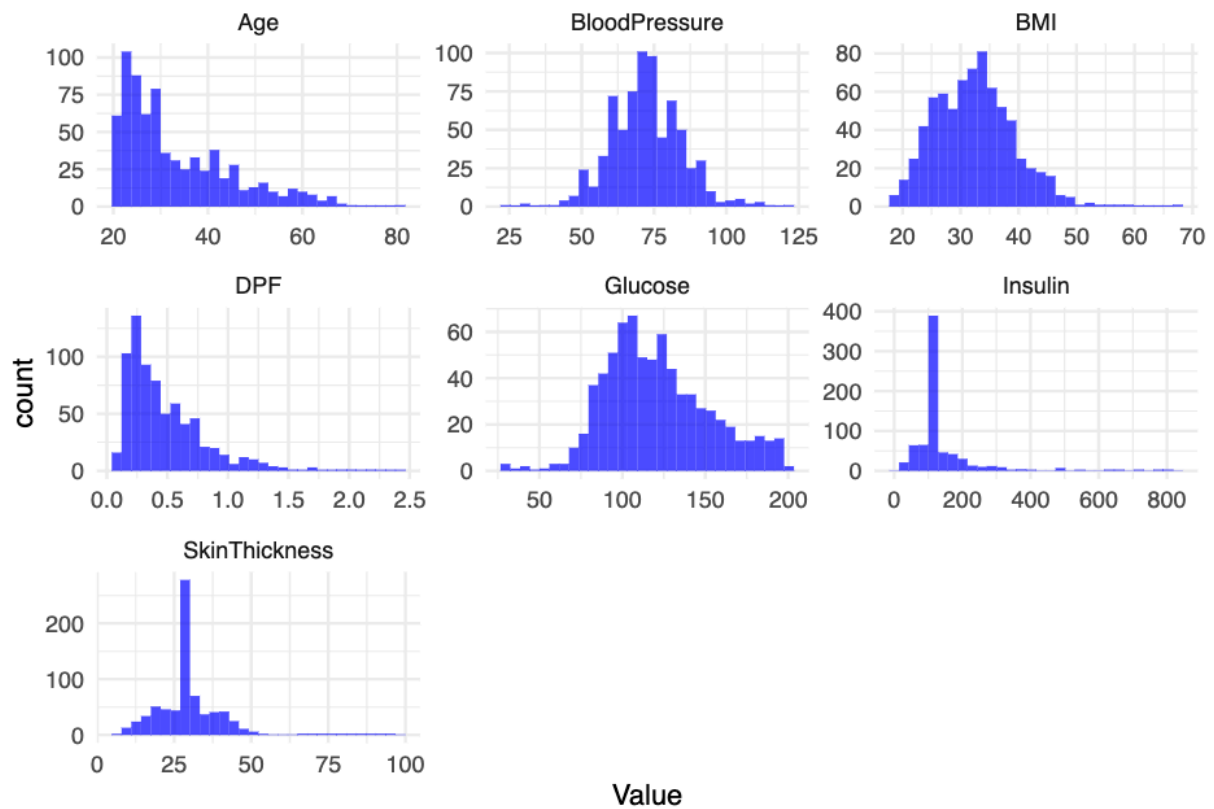 Age
BloodPressure
BMI
100
75
50
25
0
20 40 60 80
100
75
50
25
0
25 50 75 100 125
80
60
40
20
0
20 30 40 50 60 70
DPF
Glucose
Insulin
100
50
0
0.0 0.5 1.0 1.5 2.0 2.5
60
40
20
0
50 100 150 200
400
300
200
100
0
0 200 400 600 800
count
SkinThickness
200
100
0
0 25 50 75 100
Value